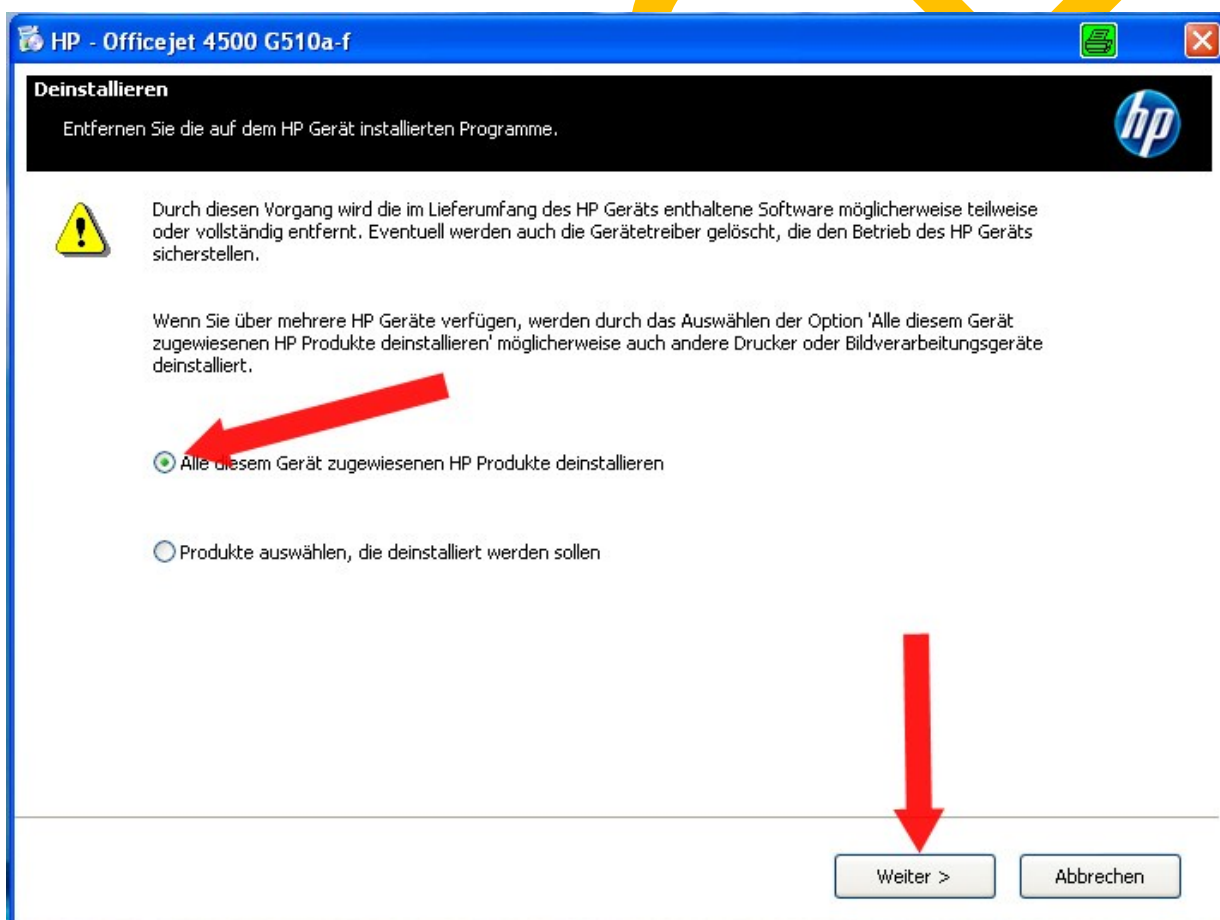 HP - Officejet 4500 G510a-f
Deinstallieren
Entfernen Sie die auf dem HP Gerät installierten Programme.
hp
Durch diesen Vorgang wird die im Lieferumfang des HP Geräts enthaltene Software möglicherweise teilweise
oder vollständig entfernt. Eventuell werden auch die Gerätetreiber gelöscht, die den Betrieb des HP Geräts
sicherstellen.
Wenn Sie über mehrere HP Geräte verfügen, werden durch das Auswählen der Option 'Alle diesem Gerät
zugewiesenen HP Produkte deinstallieren' möglicherweise auch andere Drucker oder Bildverarbeitungsgeräte
deinstalliert.
Alle diesem Gerät zugewiesenen HP Produkte deinstallieren
Produkte auswählen, die deinstalliert werden sollen
Weiter >
Abbrechen